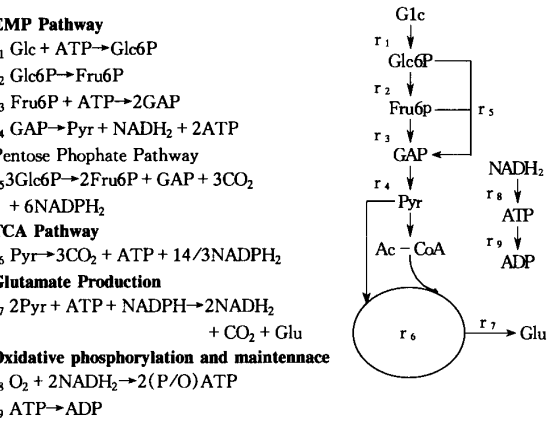 EMP Pathway
₁ Glc + ATP→Glc6P
₂ Glc6P→Fru6P
₃ Fru6P + ATP→2GAP
₄ GAP→Pyr + NADH₂ + 2ATP
Pentose Phophate Pathway
₅3Glc6P→2Fru6P + GAP + 3CO₂
+ 6NADPH₂
TCA Pathway
₆ Pyr→3CO₂ + ATP + 14/3NADPH₂
Glutamate Production
₇ 2Pyr + ATP + NADPH→2NADH₂
+ CO₂ + Glu
Oxidative phosphorylation and maintennace
₈ O₂ + 2NADH₂→2(P/O)ATP
₉ ATP→ADP
G1c
r₁
Glc6P
r₂
Fru6p
r₅
r₃
GAP
NADH₂
r₄
r₈
Pyr
ATP
r₉
Ac – CoA
ADP
r₆
r₇
Glu